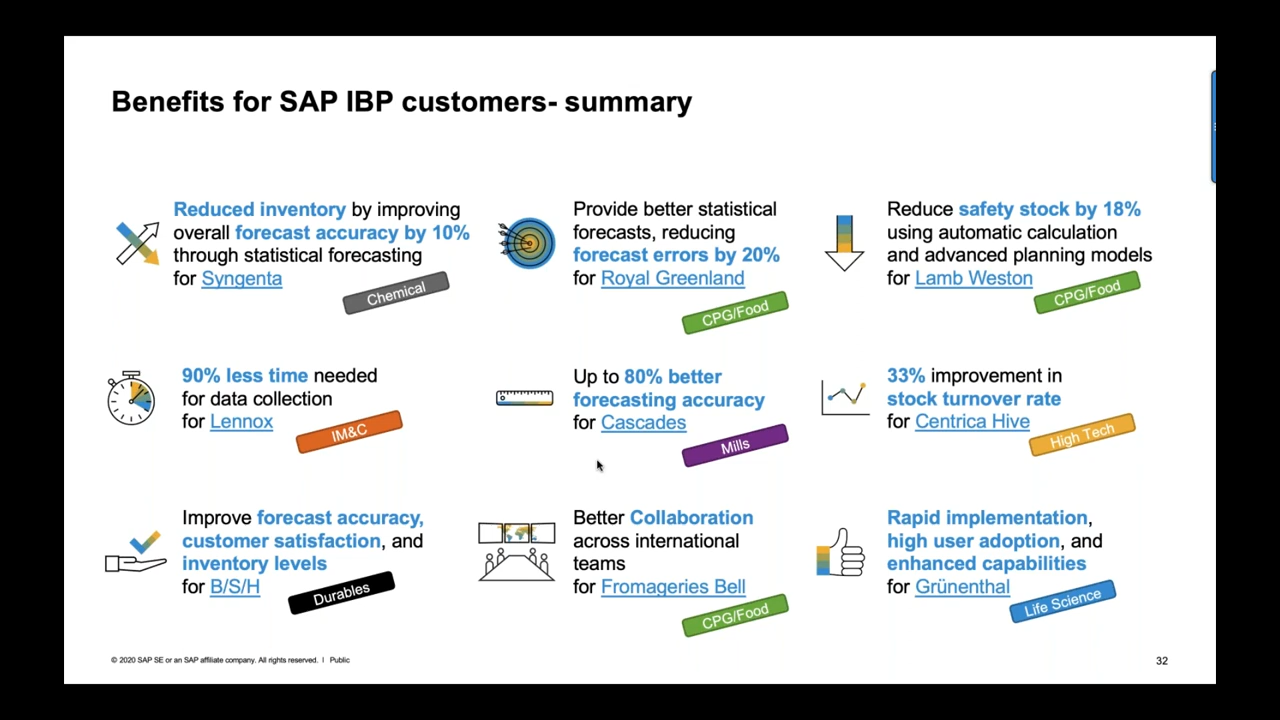 Benefits for SAP IBP customers- summary
Reduced inventory by improving
overall forecast accuracy by 10%
through statistical forecasting
for Syngenta
Chemical
Provide better statistical
forecasts, reducing
forecast errors by 20%
for Royal Greenland
CPG/Food
Reduce safety stock by 18%
using automatic calculation
and advanced planning models
for Lamb Weston
CPG/Food
90% less time needed
for data collection
for Lennox
IM&C
Up to 80% better
forecasting accuracy
for Cascades
Mills
33% improvement in
stock turnover rate
for Centrica Hive
High Tech
Improve forecast accuracy,
customer satisfaction, and
inventory levels
for B/S/H
Durables
Better Collaboration
across international
teams
for Fromageries Bell
CPG/Food
Rapid implementation,
high user adoption, and
enhanced capabilities
for Grünenthal
Life Science
© 2020 SAP SE or an SAP affiliate company. All rights reserved. I Public
32